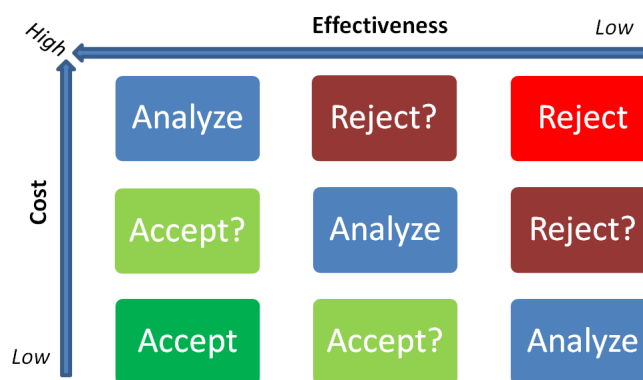 Effectiveness
High
Low
Analyze
Reject?
Reject
Cost
Accept?
Analyze
Reject?
Accept
Accept?
Analyze
Low